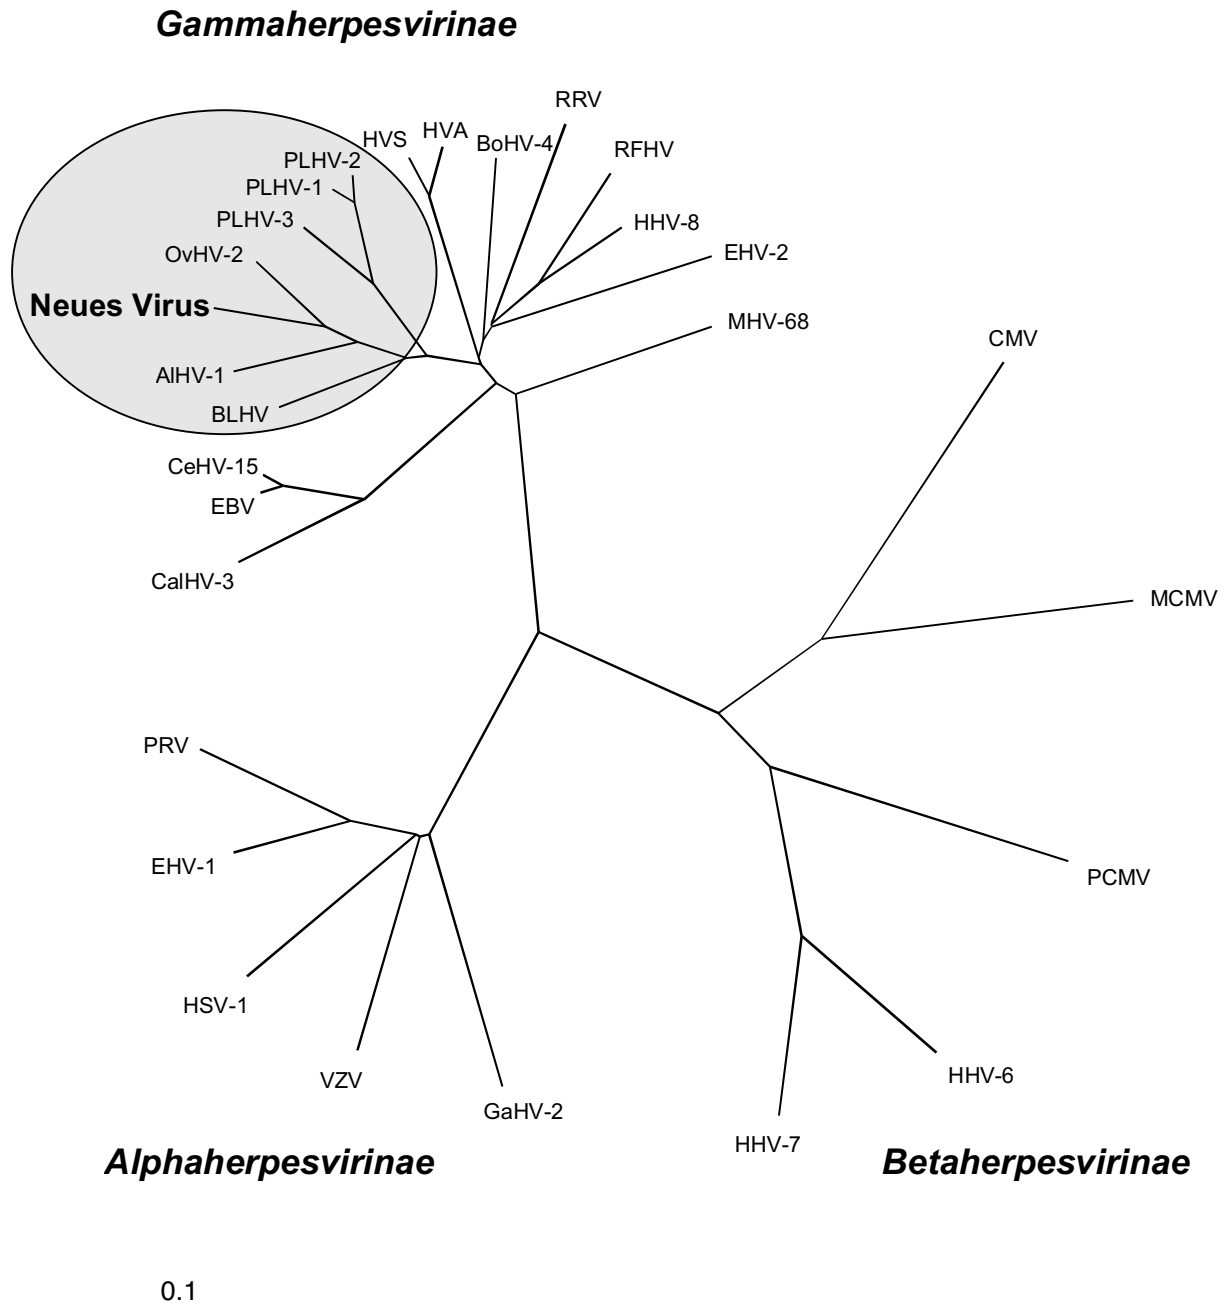 Gammaherpesvirinae
RRV
HVS
HVA
BoHV-4
RFHV
PLHV-2
PLHV-1
PLHV-3
HHV-8
OvHV-2
EHV-2
Neues Virus
MHV-68
CMV
AlHV-1
BLHV
CeHV-15
EBV
CalHV-3
MCMV
PRV
EHV-1
PCMV
HSV-1
VZV
GaHV-2
HHV-6
HHV-7
Alphaherpesvirinae
Betaherpesvirinae
0.1